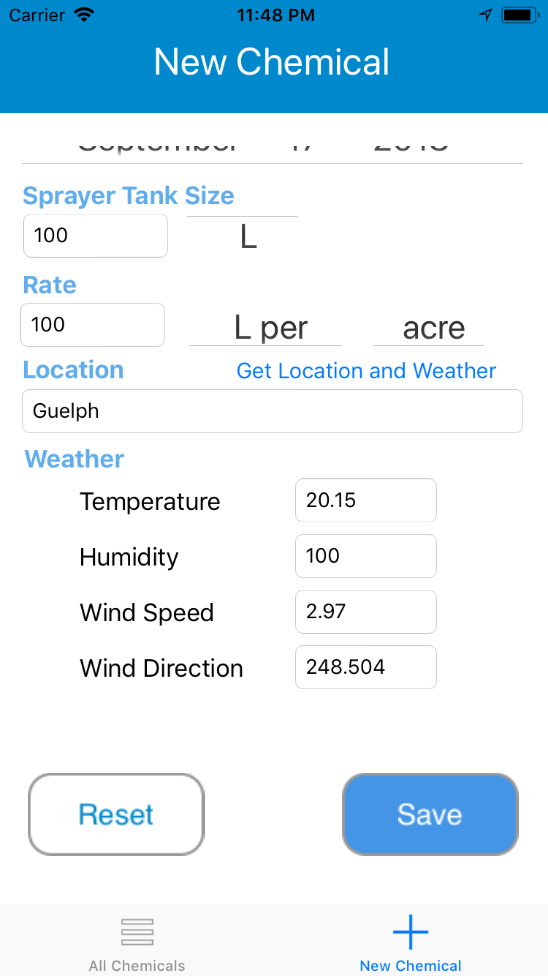 Carrier 11:48 PM
New Chemical
September 17 2018
Sprayer Tank Size
100 L
Rate
100 L per acre
Location Get Location and Weather
Guelph
Weather
Temperature 20.15
Humidity 100
Wind Speed 2.97
Wind Direction 248.504
Reset Save
All Chemicals New Chemical